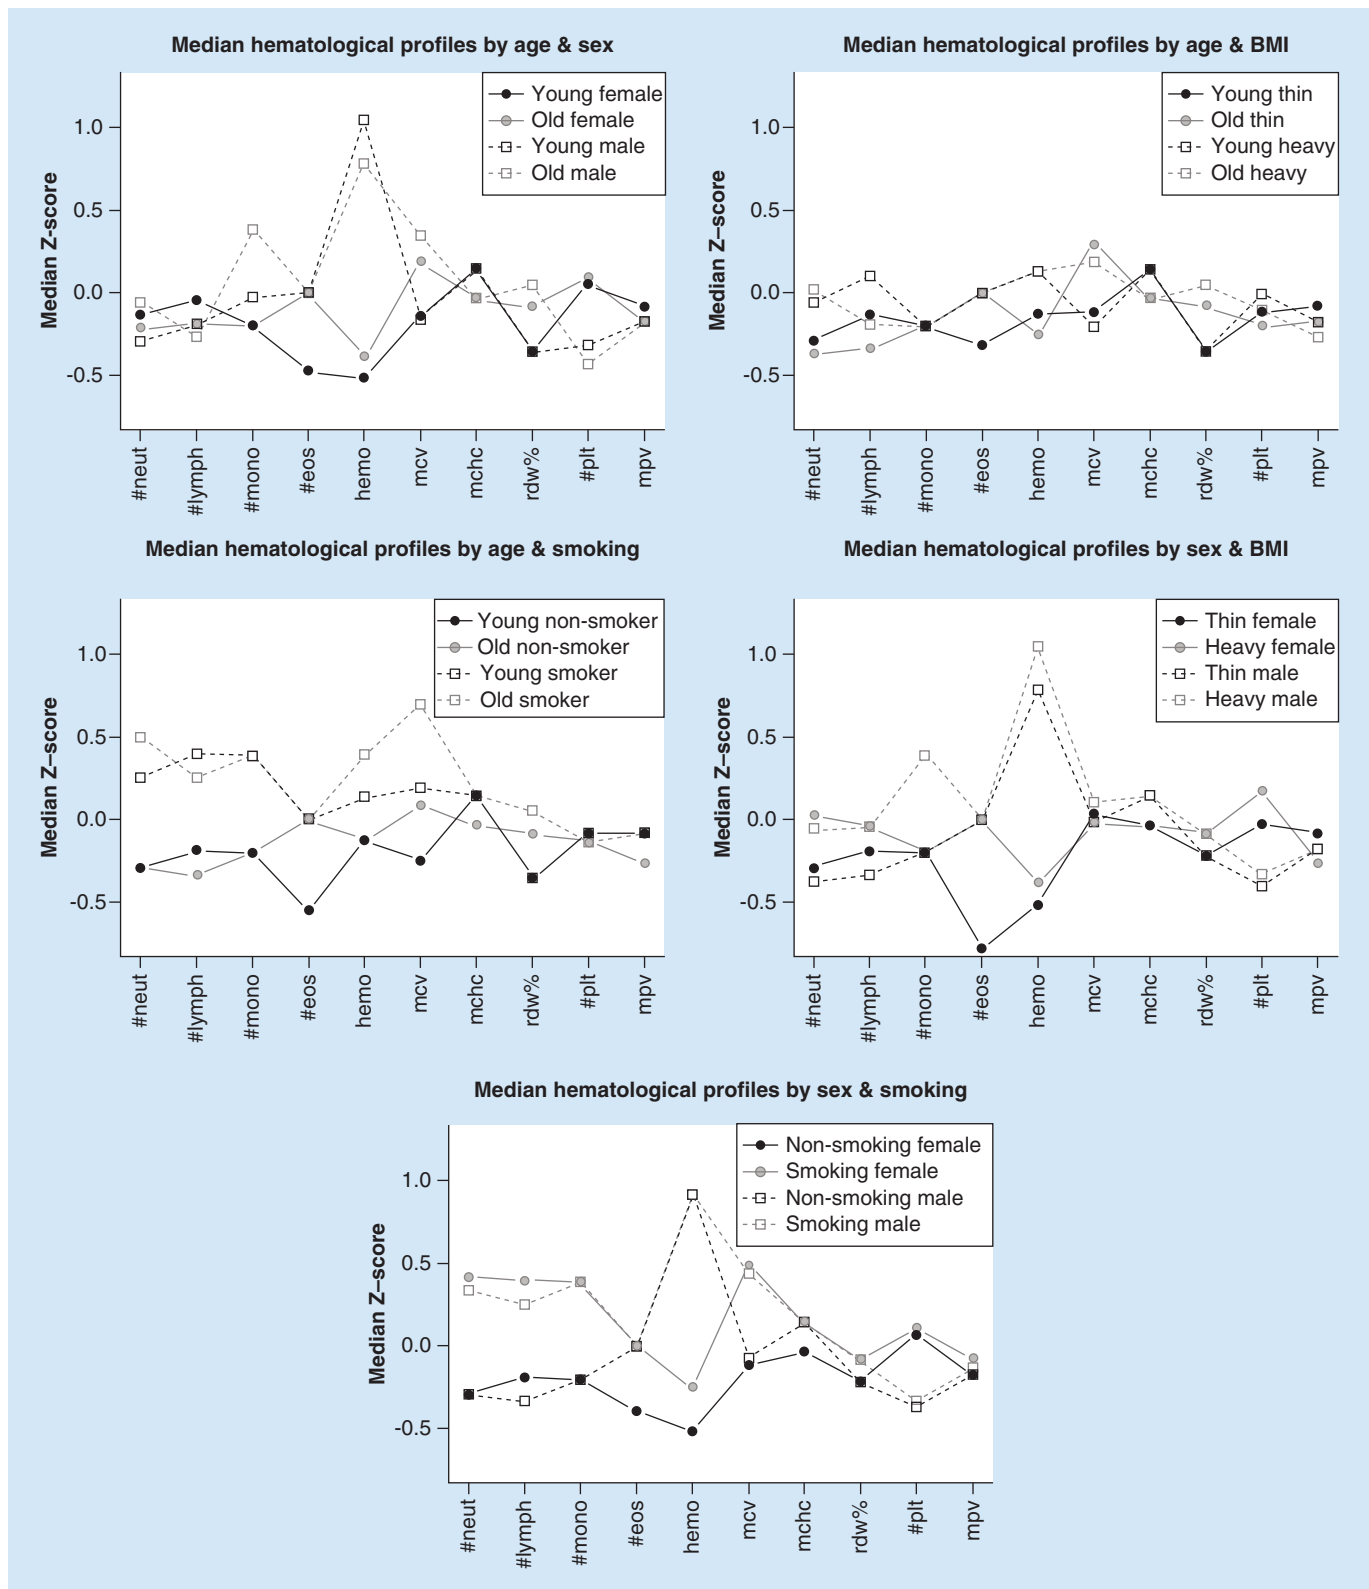 Median hematological profiles by age & sex
Median Z-score
1.0
0.5
0.0
-0.5
Young female
Old female
Young male
Old male
#neut
#lymph
#mono
#eos
hemo
mcv
mchc
rdw%
#plt
mpv
Median hematological profiles by age & BMI
Median Z–score
1.0
0.5
0.0
-0.5
Young thin
Old thin
Young heavy
Old heavy
#neut
#lymph
#mono
#eos
hemo
mcv
mchc
rdw%
#plt
mpv
Median hematological profiles by age & smoking
Median Z–score
1.0
0.5
0.0
-0.5
Young non-smoker
Old non-smoker
Young smoker
Old smoker
#neut
#lymph
#mono
#eos
hemo
mcv
mchc
rdw%
#plt
mpv
Median hematological profiles by sex & BMI
Median Z–score
1.0
0.5
0.0
-0.5
Thin female
Heavy female
Thin male
Heavy male
#neut
#lymph
#mono
#eos
hemo
mcv
mchc
rdw%
#plt
mpv
Median hematological profiles by sex & smoking
Median Z–score
1.0
0.5
0.0
-0.5
Non-smoking female
Smoking female
Non-smoking male
Smoking male
#neut
#lymph
#mono
#eos
hemo
mcv
mchc
rdw%
#plt
mpv